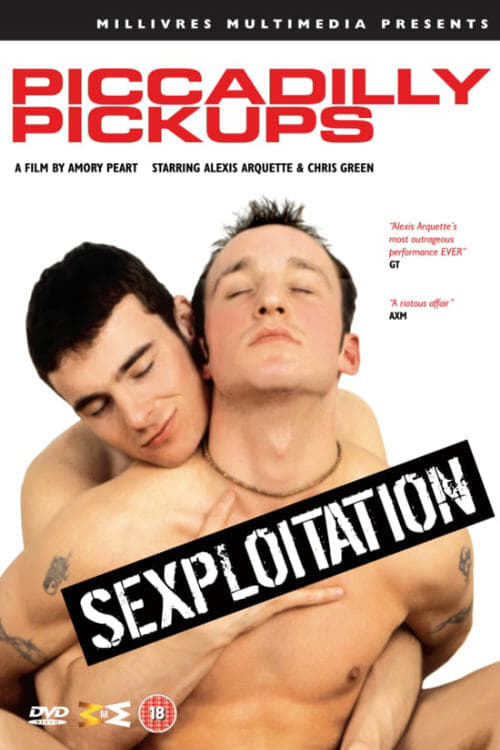 MILLIVRES MULTIMEDIA PRESENTS
PICCADILLY
PICKUPS
A FILM BY AMORY PEART STARRING ALEXIS ARQUETTE & CHRIS GREEN
"Alexis Arquette's
most outrageous
performance EVER"
GT
"A riotous affair"
AXM
SEXPLOITATION
DVD
VIDEO
M
18